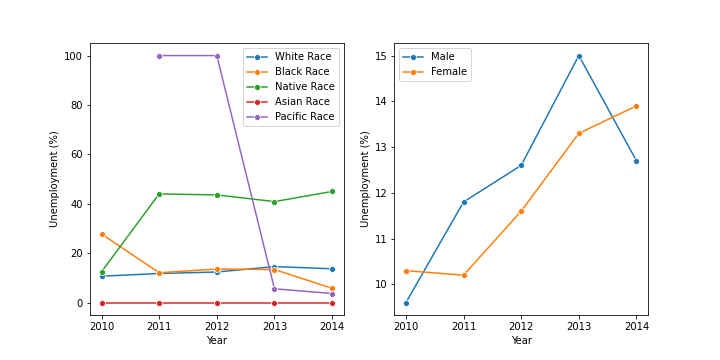 White Race
Black Race
Native Race
Asian Race
Pacific Race
100
80
60
40
20
0
Unemployment (%)
2010 2011 2012 2013 2014
Year
Male
Female
15
14
13
12
11
10
Unemployment (%)
2010 2011 2012 2013 2014
Year